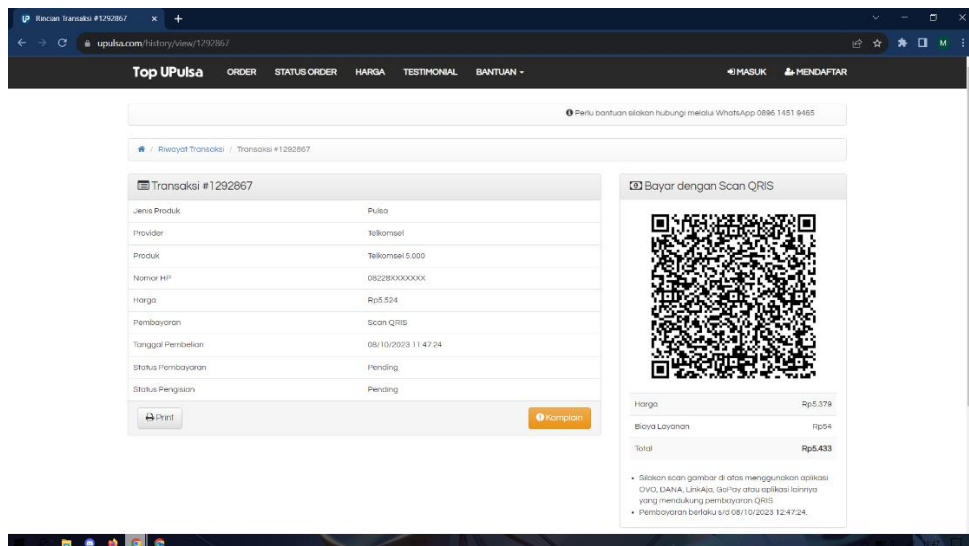 Rincian Transaksi #1292867
upulsa.com/history/view/1292867
M
Top UPulsa ORDER STATUS ORDER HARGA TESTIMONIAL BANTUAN MASUK MENDAFTAR
Perlu bantuan silakan hubungi melalui WhatsApp 0896 1451 9465
/ Riwayat Transaksi / Transaksi #1292867
Transaksi #1292867
Jenis Produk Pulsa
Provider Telkomsel
Produk Telkomsel 5.000
Nomor HP 08228XXXXXXX
Harga Rp5.524
Pembayaran Scan QRIS
Tanggal Pembelian 08/10/2023 11:47:24
Status Pembayaran Pending
Status Pengisian Pending
Print Komplain
Bayar dengan Scan QRIS
Harga Rp5.379
Biaya Layanan Rp54
Total Rp5.433
Silakan scan gambar di atas menggunakan aplikasi
OVO, DANA, LinkAja, GoPay atau aplikasi lainnya
yang mendukung pembayaran QRIS.
Pembayaran berlaku s/d 08/10/2023 12:47:24.